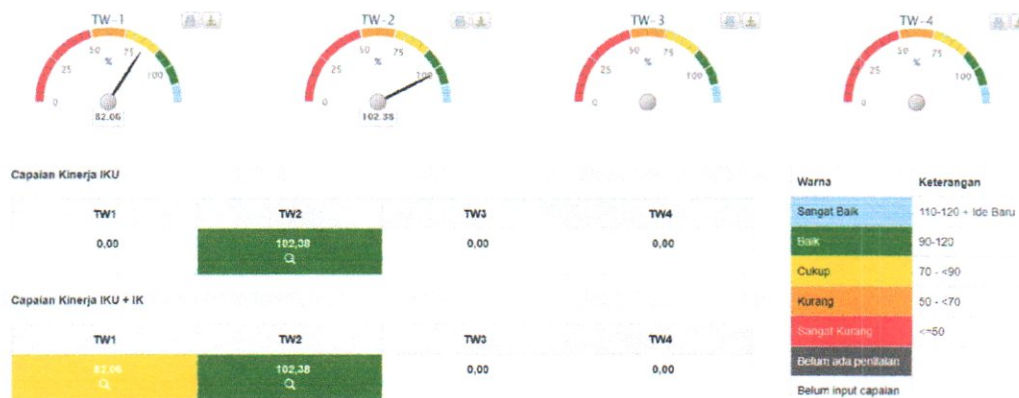 TW-1 TW-2 TW-3 TW-4
0 25 50 75 100 %
82.06
0 25 50 75 100 %
102.38
0 25 50 75 100 %
0 25 50 75 100 %
Capaian Kinerja IKU
TW1 TW2 TW3 TW4
0,00 102,38 0,00 0,00
Capaian Kinerja IKU + IK
TW1 TW2 TW3 TW4
82,06 102,38 0,00 0,00
Warna Keterangan
Sangat Baik 110-120 + Ide Baru
Baik 90-120
Cukup 70 - <90
Kurang 50 - <70
Sangat Kurang <=50
Belum ada penilaian
Belum input capaian